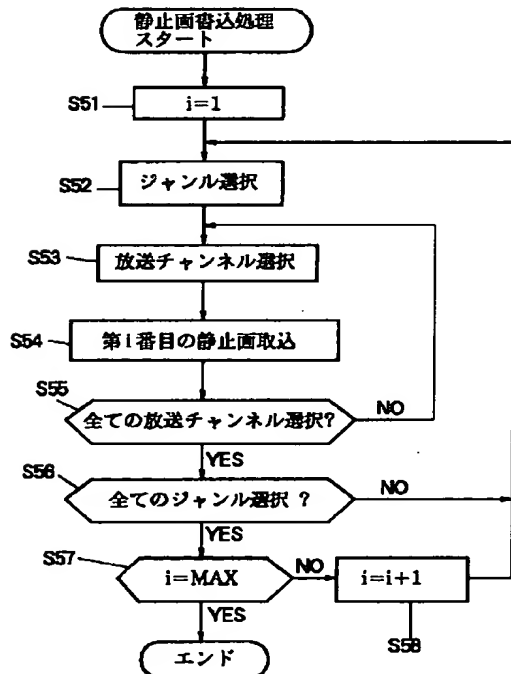 静止画書込処理
スタート
S51
i=1
S52
ジャンル選択
S53
放送チャンネル選択
S54
第i番目の静止画取込
S55
全ての放送チャンネル選択?
NO
YES
S56
全てのジャンル選択 ?
NO
YES
S57
i=MAX
NO
i=i+1
S58
YES
エンド